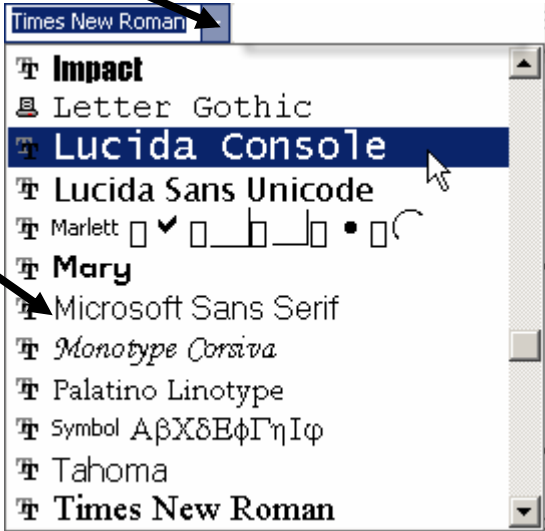 Times New Roman
Impact
Letter Gothic
Lucida Console
Lucida Sans Unicode
Marlett
Mary
Microsoft Sans Serif
Monotype Corsiva
Palatino Linotype
Symbol ΑβΧδΕφΓηΙφ
Tahoma
Times New Roman